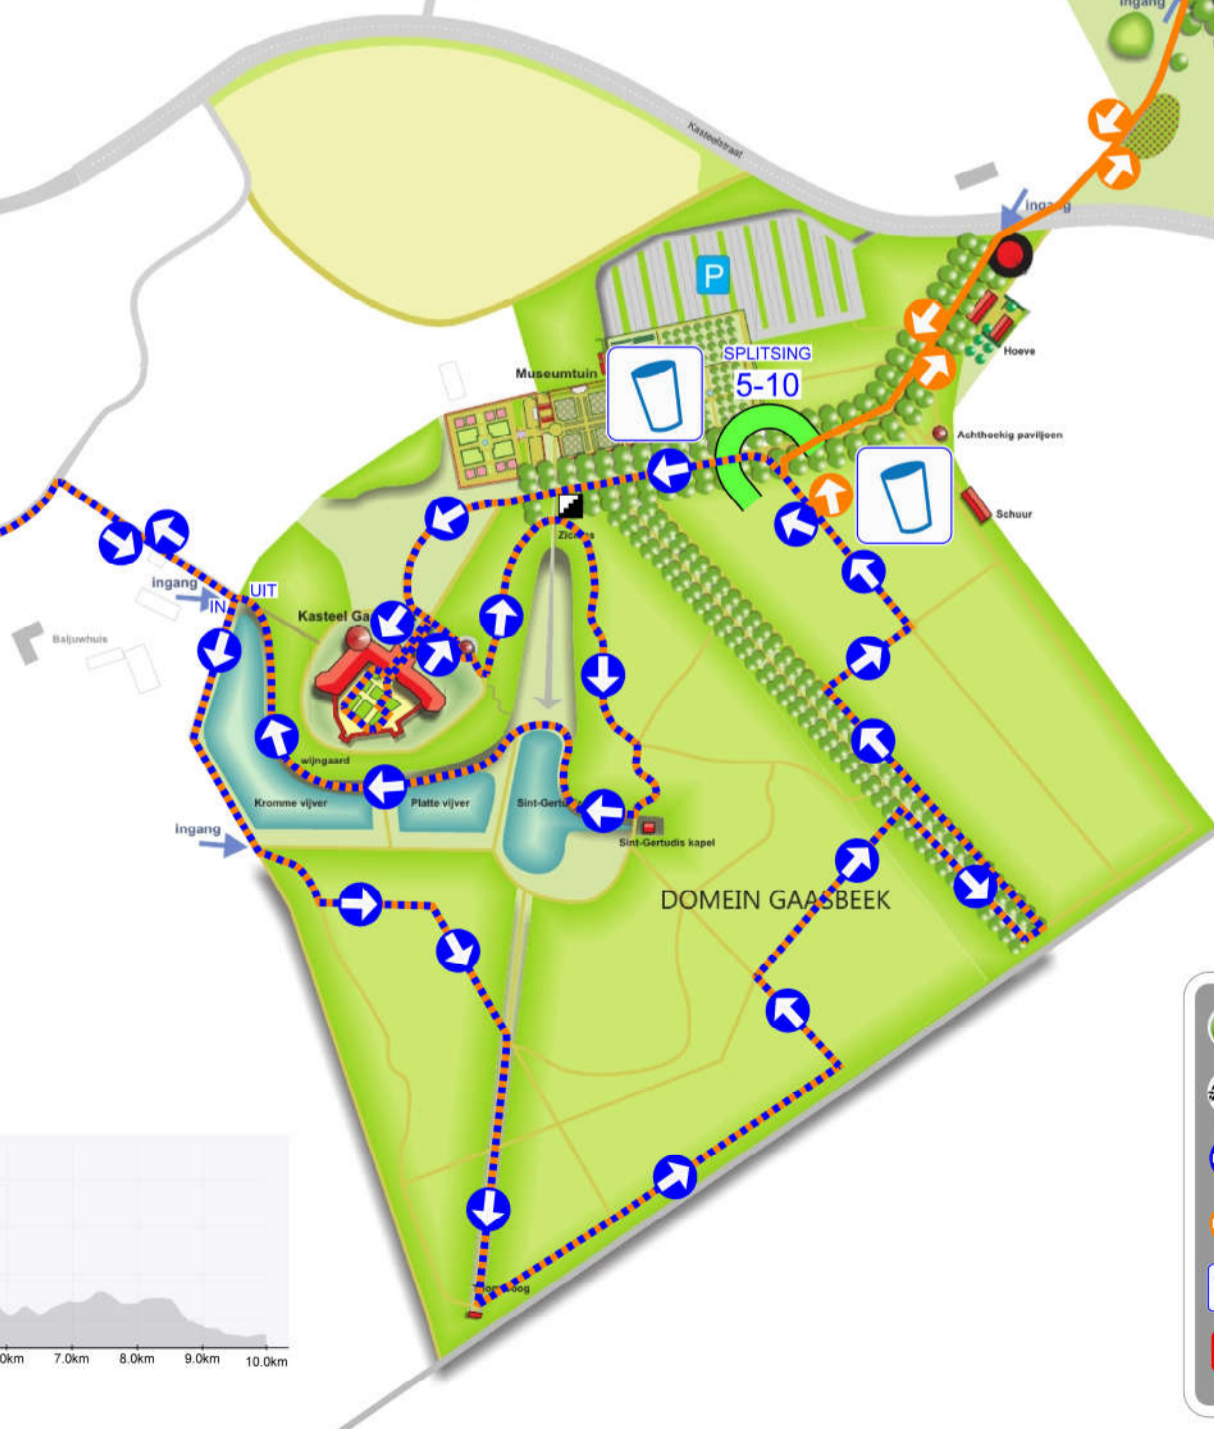 ingang
Kasteelstraat
ingang
P
SPLITSING
5-10
Hoeve
Museumtuin
Achthoekig paviljoen
Schuur
ingang
UIT
IN
Kasteel Ga
Baljuwhuis
wijngaard
Kromme vijver
Platte vijver
ingang
Sint-Gertudis kapel
DOMEIN GAASBEEK
0km
7.0km
8.0km
9.0km
10.0km